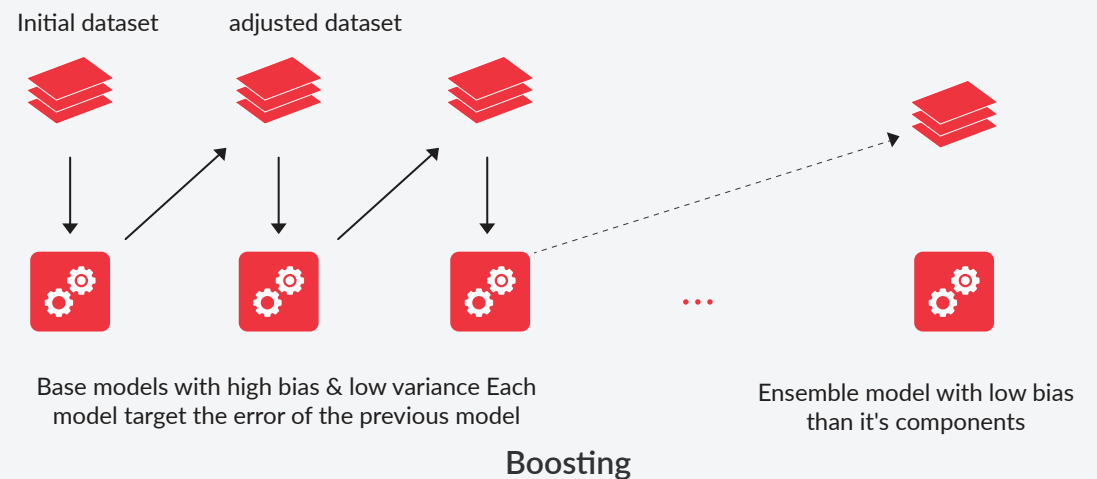 Initial dataset
adjusted dataset
...
Base models with high bias & low variance Each
model target the error of the previous model
Ensemble model with low bias
than it's components
Boosting